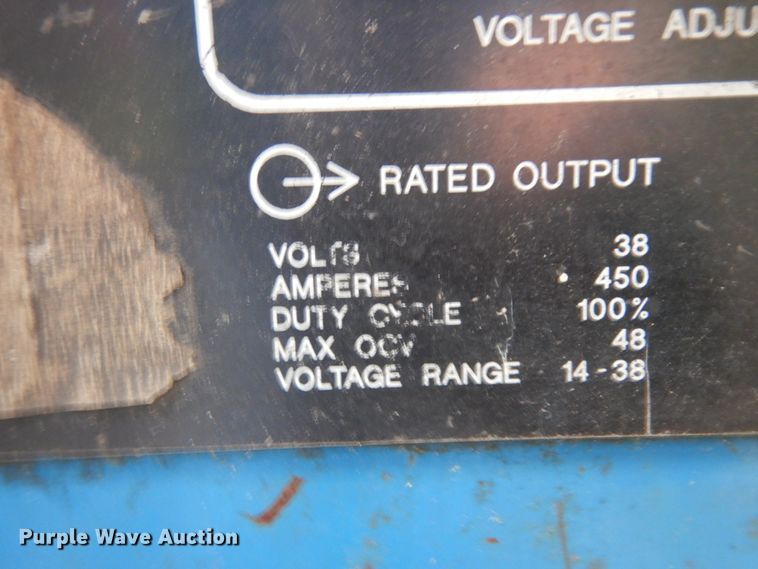 VOLTAGE ADJU
RATED OUTPUT
VOLTS 38
AMPERES 450
DUTY CYCLE 100%
MAX OCV 48
VOLTAGE RANGE 14-38
Purple Wave Auction